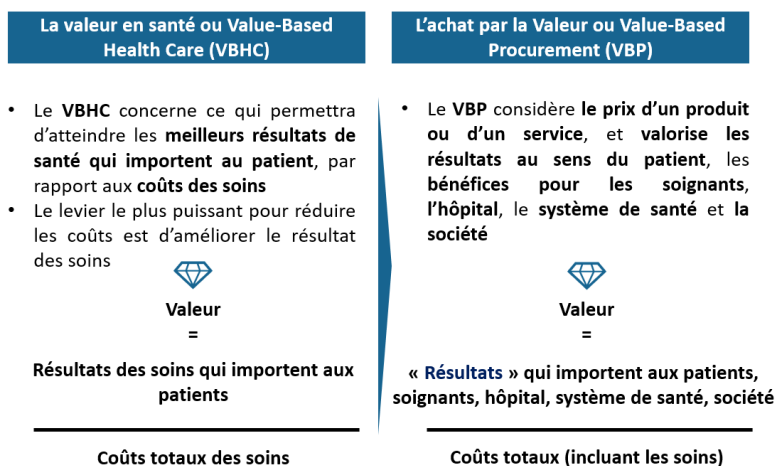 La valeur en santé ou Value-Based
Health Care (VBHC)
• Le VBHC concerne ce qui permettra
d’atteindre les meilleurs résultats de
santé qui importent au patient, par
rapport aux coûts des soins
• Le levier le plus puissant pour réduire
les coûts est d’améliorer le résultat
des soins
Valeur
=
Résultats des soins qui importent aux
patients
Coûts totaux des soins
L’achat par la Valeur ou Value-Based
Procurement (VBP)
• Le VBP considère le prix d’un produit
ou d’un service, et valorise les
résultats au sens du patient, les
bénéfices pour les soignants,
l’hôpital, le système de santé et la
société
Valeur
=
« Résultats » qui importent aux patients,
soignants, hôpital, système de santé, société
Coûts totaux (incluant les soins)